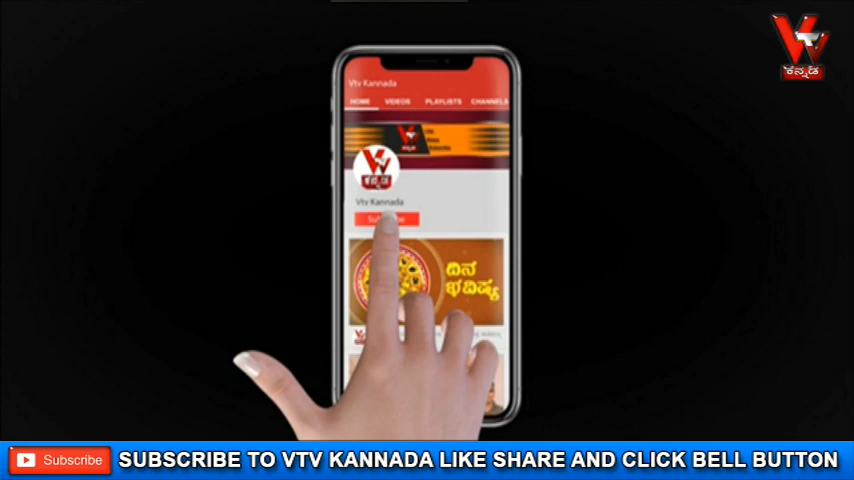 ಕನ್ನಡ
Vtv Kannada
HOME VIDEOS PLAYLISTS CHANNELS
Vtv Kannada
ದಿನ
ಭವಿಷ್ಯ
Subscribe
SUBSCRIBE TO VTV KANNADA LIKE SHARE AND CLICK BELL BUTTON